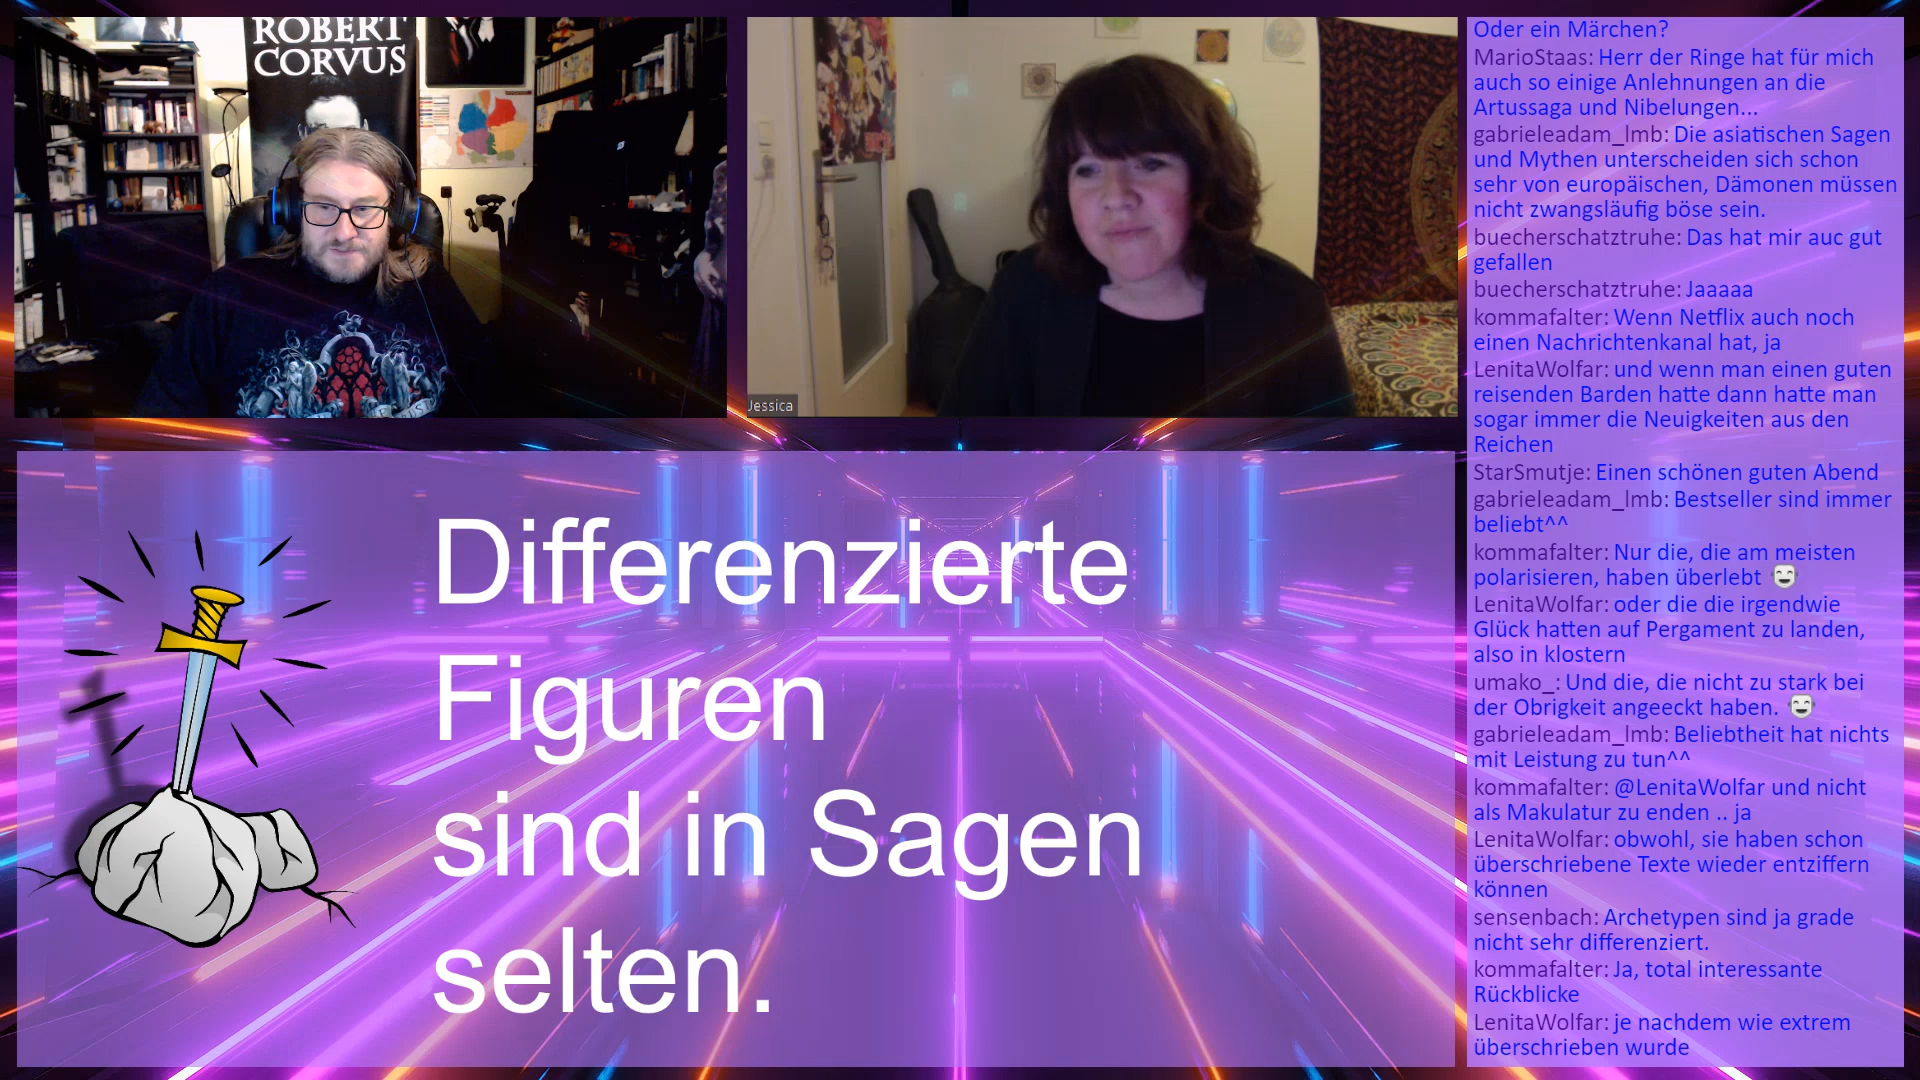 ROBERT
CORVUS
Jessica
Differenzierte
Figuren
sind in Sagen
selten.
Oder ein Märchen?
MarioStaas: Herr der Ringe hat für mich
auch so einige Anlehnungen an die
Artussaga und Nibelungen...
gabrieleadam_lmb: Die asiatischen Sagen
und Mythen unterscheiden sich schon
sehr von europäischen, Dämonen müssen
nicht zwangsläufig böse sein.
buecherschatztruhe: Das hat mir auc gut
gefallen
buecherschatztruhe: Jaaaaa
kommafalter: Wenn Netflix auch noch
einen Nachrichtenkanal hat, ja
LenitaWolfar: und wenn man einen guten
reisenden Barden hatte dann hatte man
sogar immer die Neuigkeiten aus den
Reichen
StarSmutje: Einen schönen guten Abend
gabrieleadam_lmb: Bestseller sind immer
beliebt^^
kommafalter: Nur die, die am meisten
polarisieren, haben überlebt
LenitaWolfar: oder die die irgendwie
Glück hatten auf Pergament zu landen,
also in klostern
umako_: Und die, die nicht zu stark bei
der Obrigkeit angeeckt haben.
gabrieleadam_lmb: Beliebtheit hat nichts
mit Leistung zu tun^^
kommafalter: @LenitaWolfar und nicht
als Makulatur zu enden .. ja
LenitaWolfar: obwohl, sie haben schon
überschriebene Texte wieder entziffern
können
sensenbach: Archetypen sind ja grade
nicht sehr differenziert.
kommafalter: Ja, total interessante
Rückblicke
LenitaWolfar: je nachdem wie extrem
überschrieben wurde